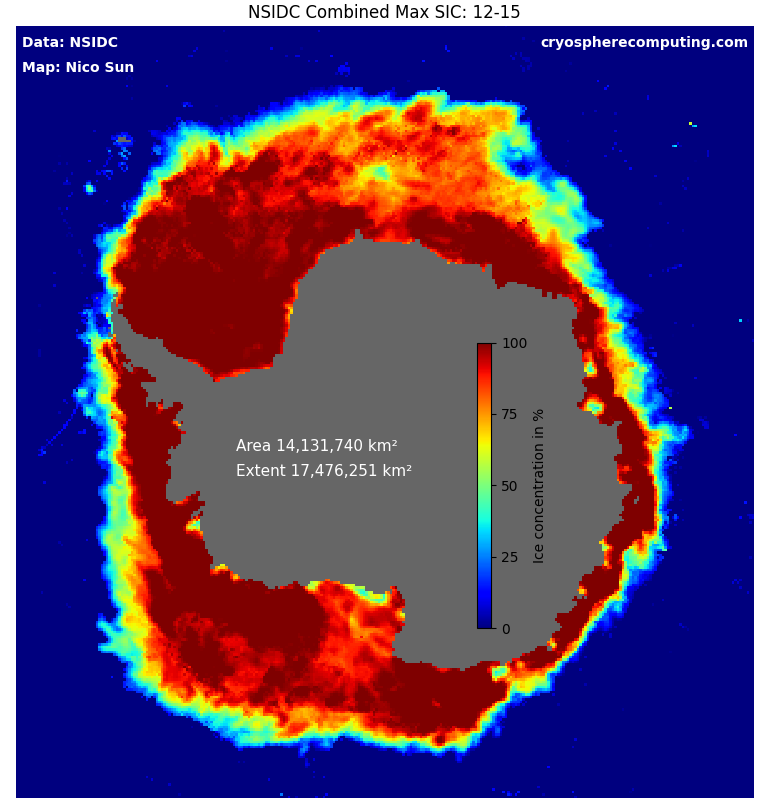 NSIDC Combined Max SIC: 12-15
Data: NSIDC
cryospherecomputing.com
Map: Nico Sun
100
75
50
25
0
Ice concentration in %
Area 14,131,740 km²
Extent 17,476,251 km²